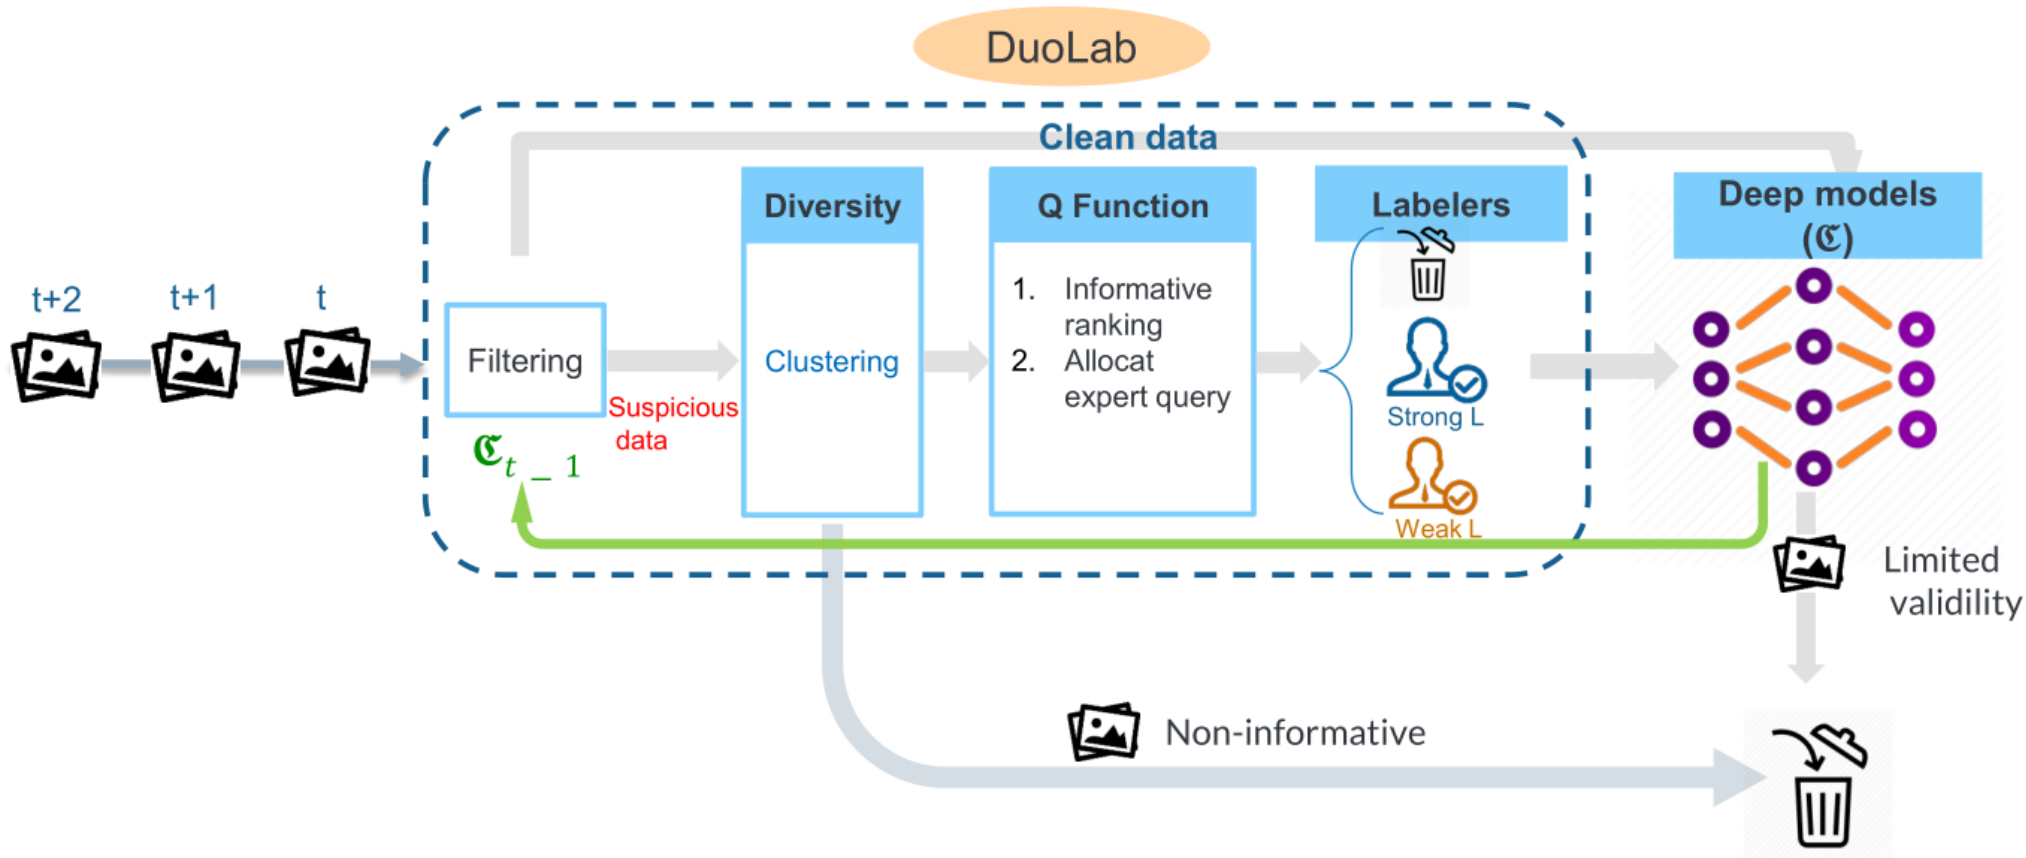 DuoLab
Clean data
Diversity
Q Function
Labelers
Deep models
(ℭ)
t+2
t+1
t
Filtering
Suspicious
data
ℭt _ 1
Clustering
1. Informative
ranking
2. Allocat
expert query
Strong L
Weak L
Limited
validility
Non-informative